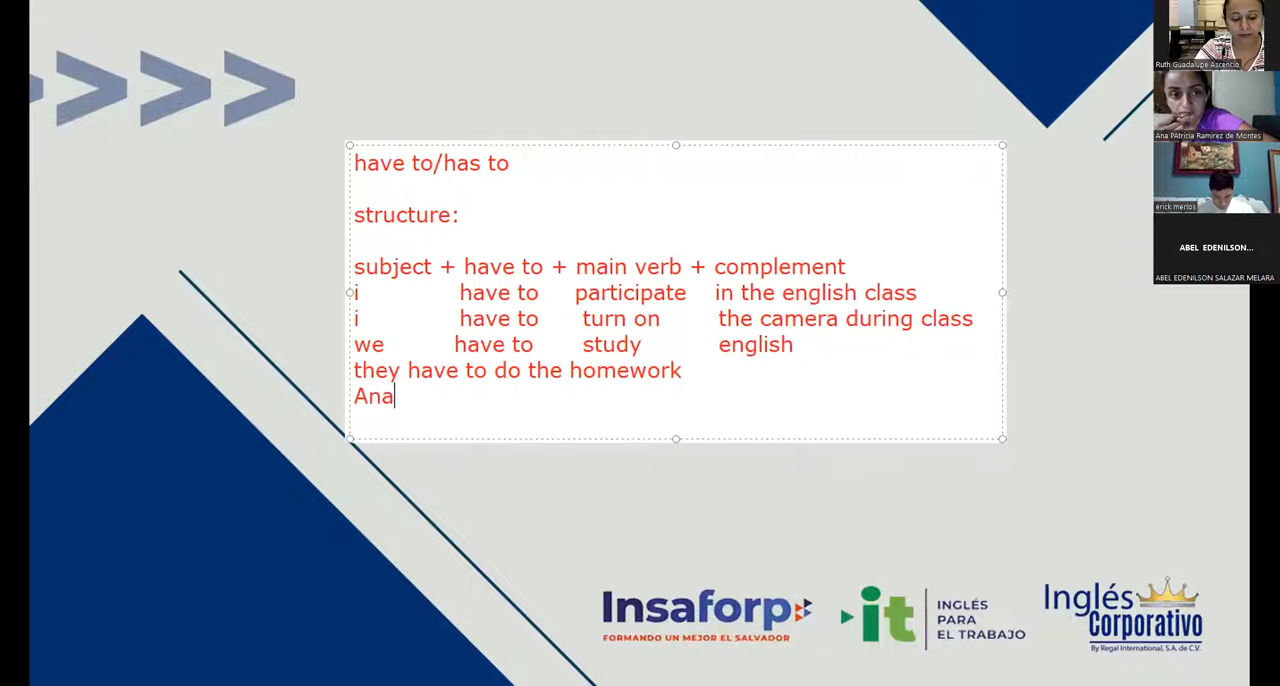 have to/has to
structure:
subject + have to + main verb + complement
i have to participate in the english class
i have to turn on the camera during class
we have to study english
they have to do the homework
Ana
Ruth Guadalupe Ascencio
Ana PAtricia Ramirez de Montes
erick merlos
ABEL EDENILSON...
ABEL EDENILSON SALAZAR MELARA
Insaforp
FORMANDO UN MEJOR EL SALVADOR
it
INGLÉS
PARA
EL TRABAJO
Inglés
Corporativo
By Regal International, S.A. de C.V.